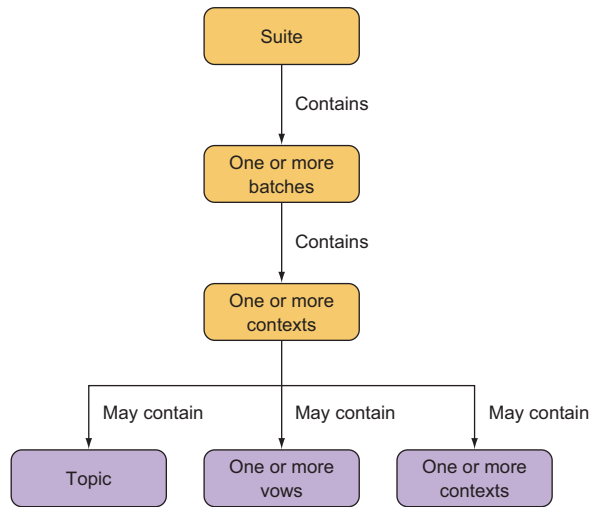 Suite
Contains
One or more
batches
Contains
One or more
contexts
May contain
May contain
May contain
Topic
One or more
vows
One or more
contexts